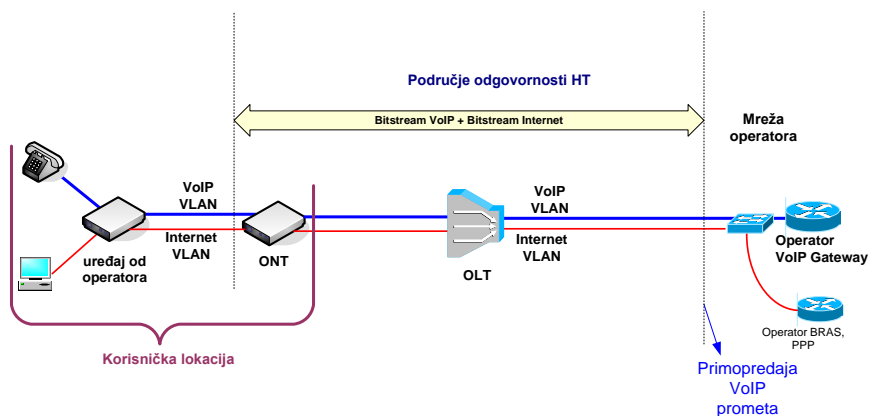 Područje odgovornosti HT
Bitstream VoIP + Bitstream Internet
Mreža
operatora
VoIP
VLAN
Internet
VLAN
uređaj od
operatora
ONT
VoIP
VLAN
Internet
VLAN
OLT
Operator
VoIP Gateway
Operator BRAS,
PPP
Korisnička lokacija
Primopredaja
VoIP
prometa